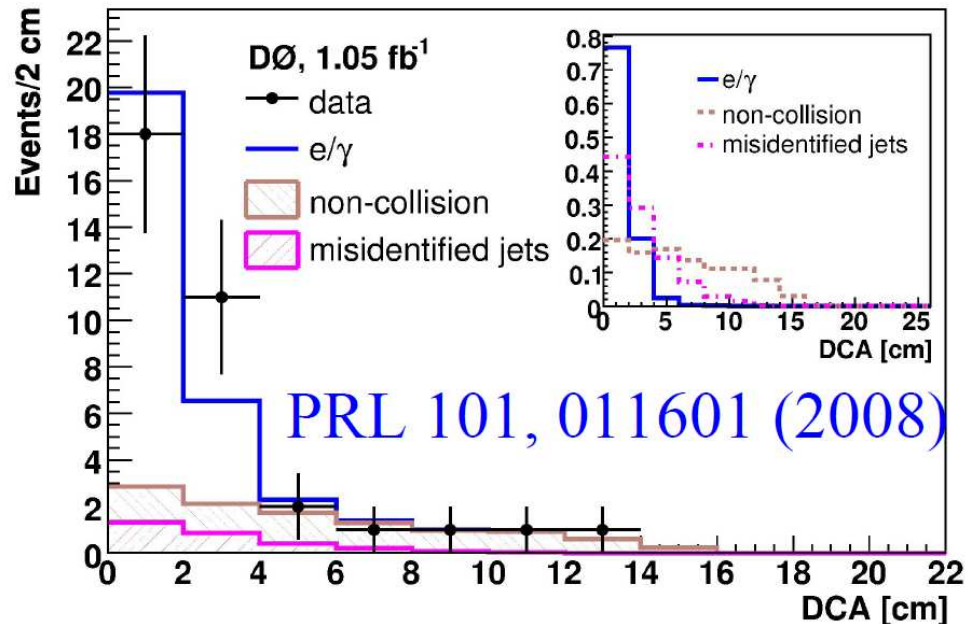 Events/2 cm
22
20
18
16
14
12
10
8
6
4
2
0
DØ, 1.05 fb-1
data
e/γ
non-collision
misidentified jets
0.8
0.7
0.6
0.5
0.4
0.3
0.2
0.1
0
e/γ
non-collision
misidentified jets
0 5 10 15 20 25
DCA [cm]
PRL 101, 011601 (2008)
0 2 4 6 8 10 12 14 16 18 20 22
DCA [cm]